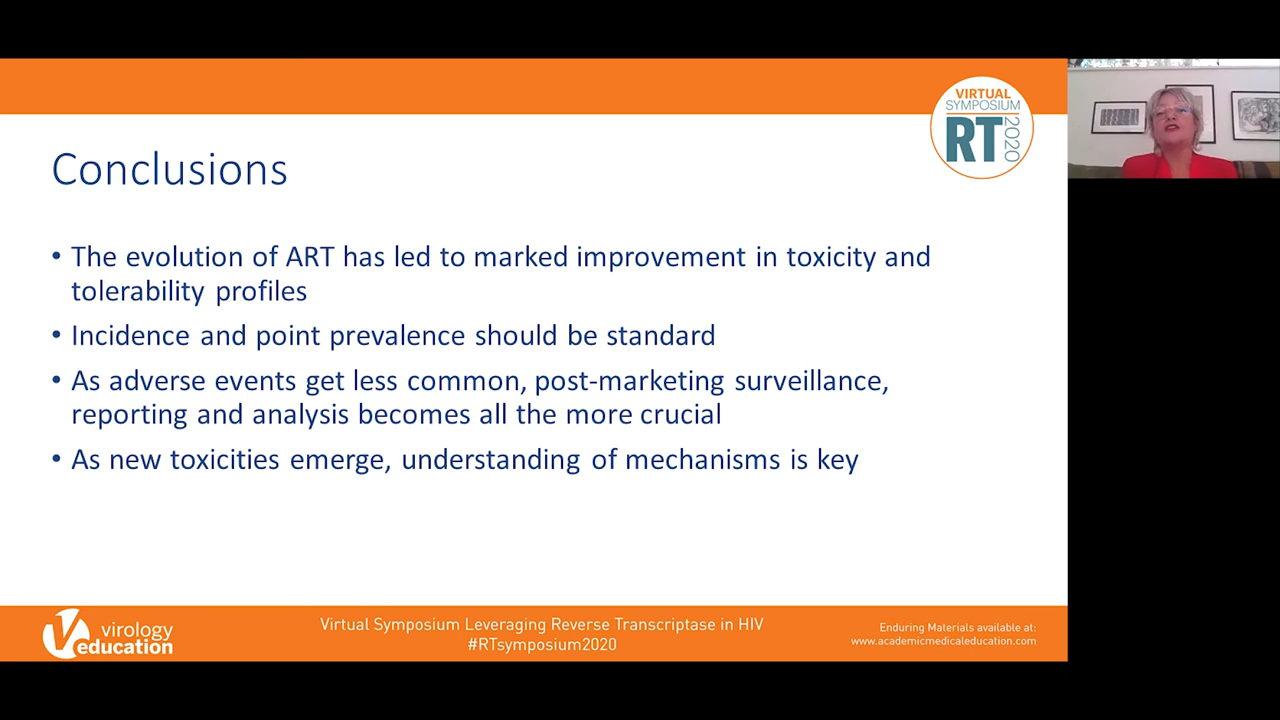 VIRTUAL
SYMPOSIUM
RT
2020
Conclusions
• The evolution of ART has led to marked improvement in toxicity and
tolerability profiles
• Incidence and point prevalence should be standard
• As adverse events get less common, post-marketing surveillance,
reporting and analysis becomes all the more crucial
• As new toxicities emerge, understanding of mechanisms is key
virology
education
Virtual Symposium Leveraging Reverse Transcriptase in HIV
#RTsymposium2020
Enduring Materials available at:
www.academicmedicaleducation.com